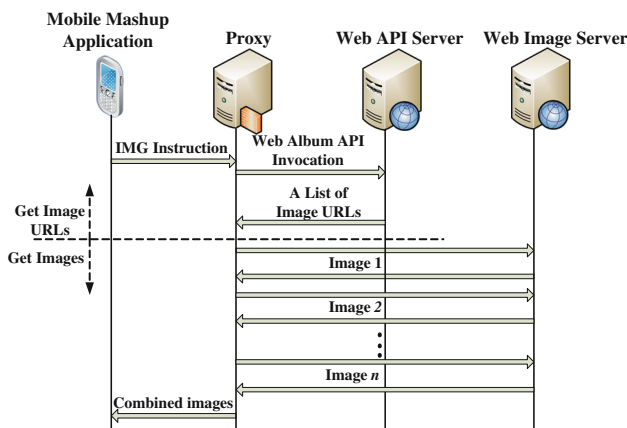 Mobile Mashup
Application
Proxy
Web API Server
Web Image Server
IMG Instruction
Web Album API
Invocation
A List of
Image URLs
Get Image
URLs
Get Images
Image 1
Image 2
Image n
Combined images